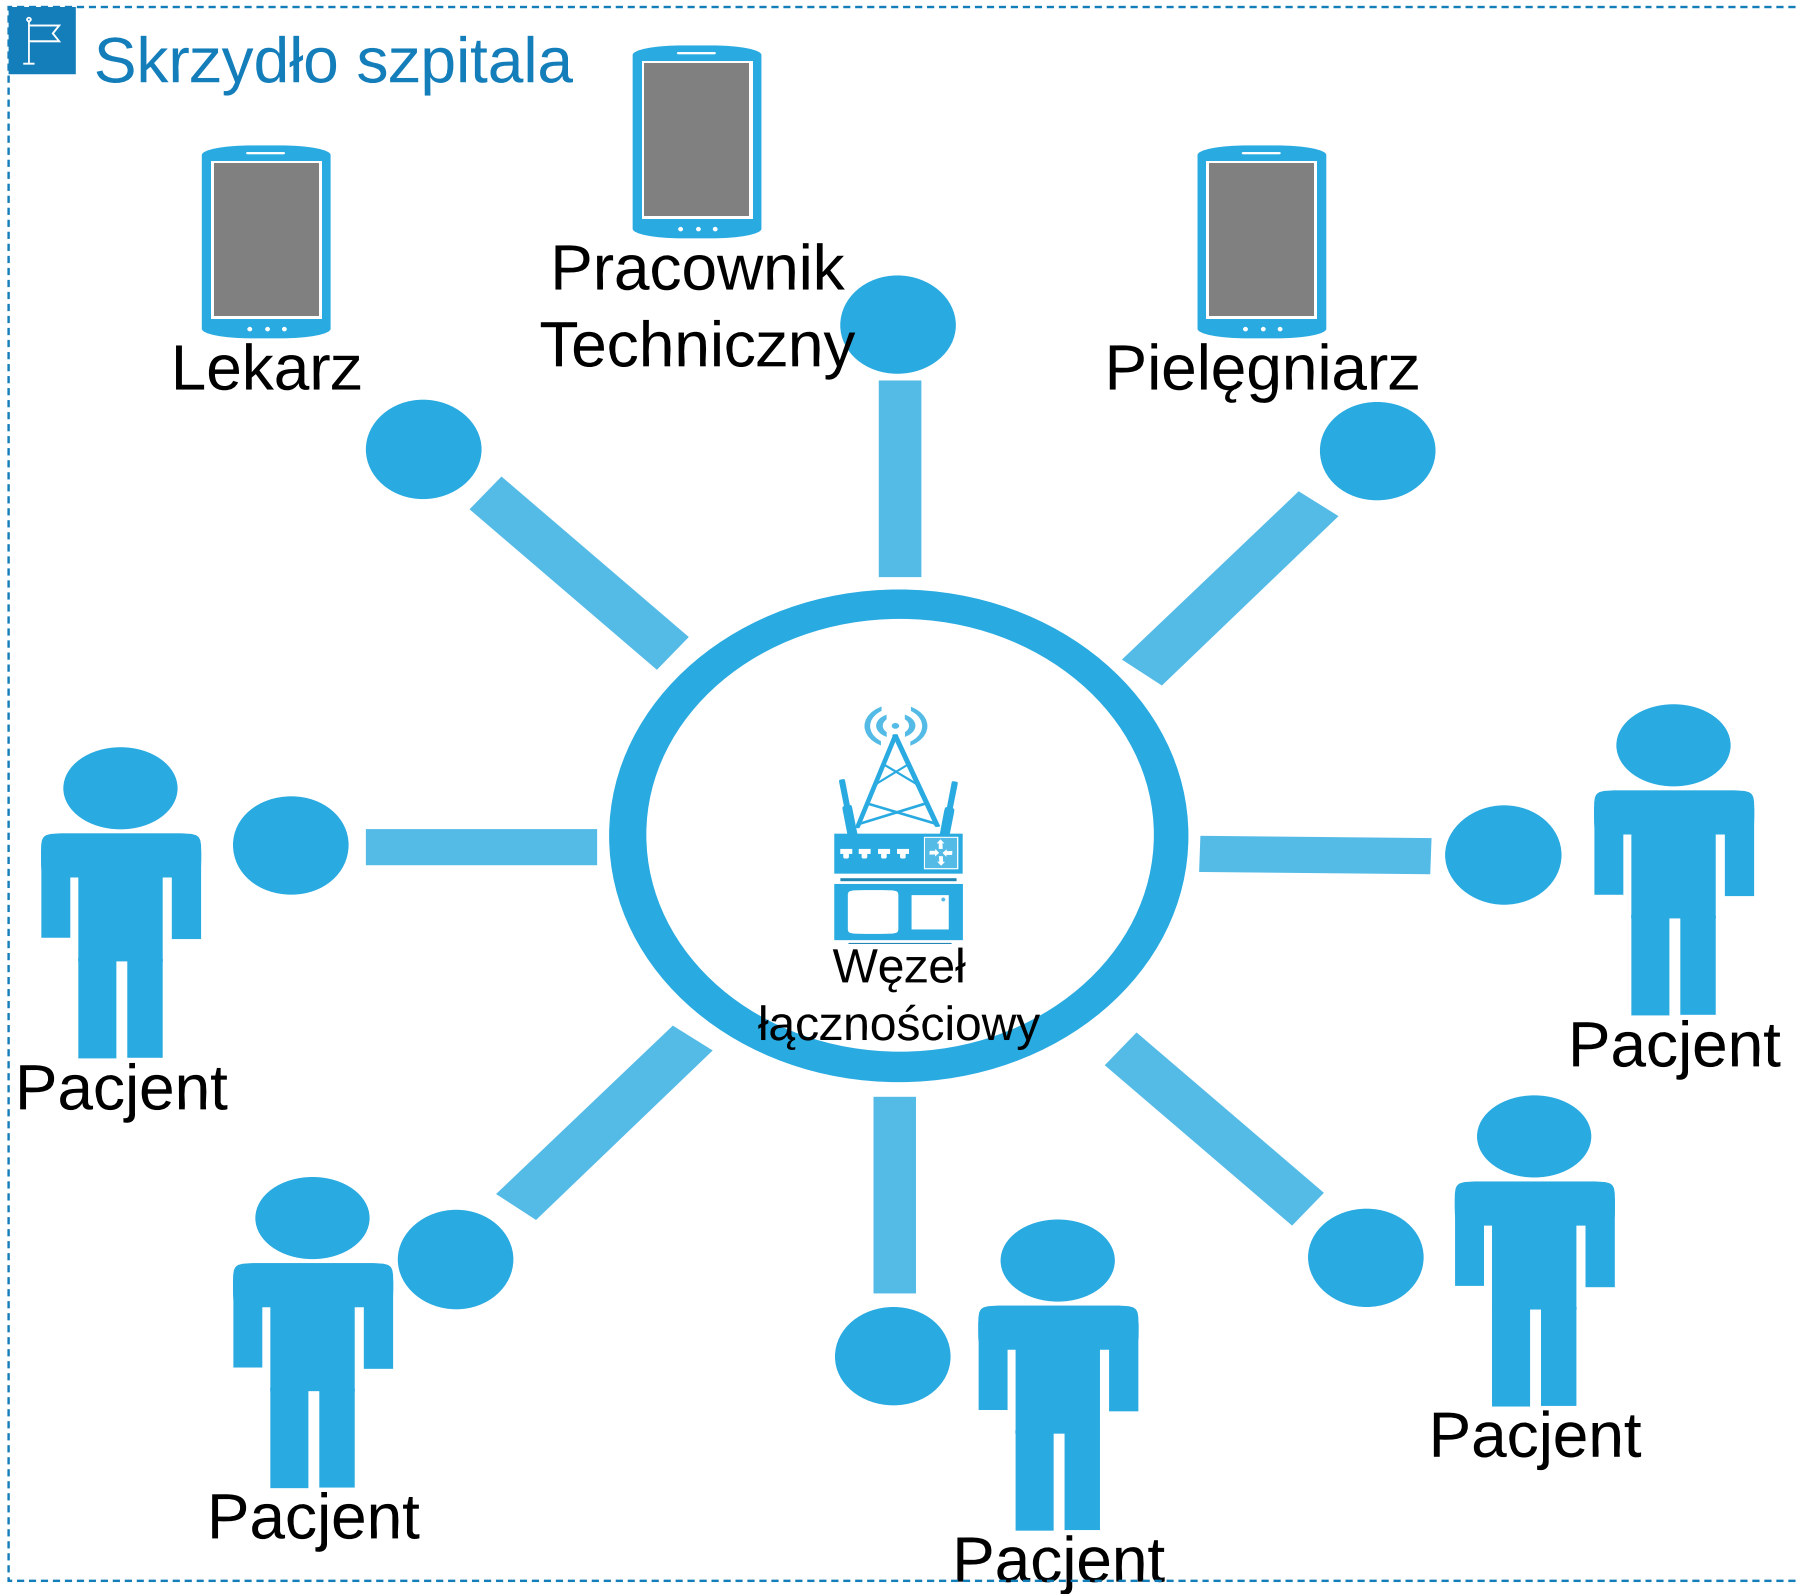 Skrzydło szpitala
Pracownik
Techniczny
Lekarz
Pielęgniarz
Węzeł
łącznościowy
Pacjent
Pacjent
Pacjent
Pacjent
Pacjent